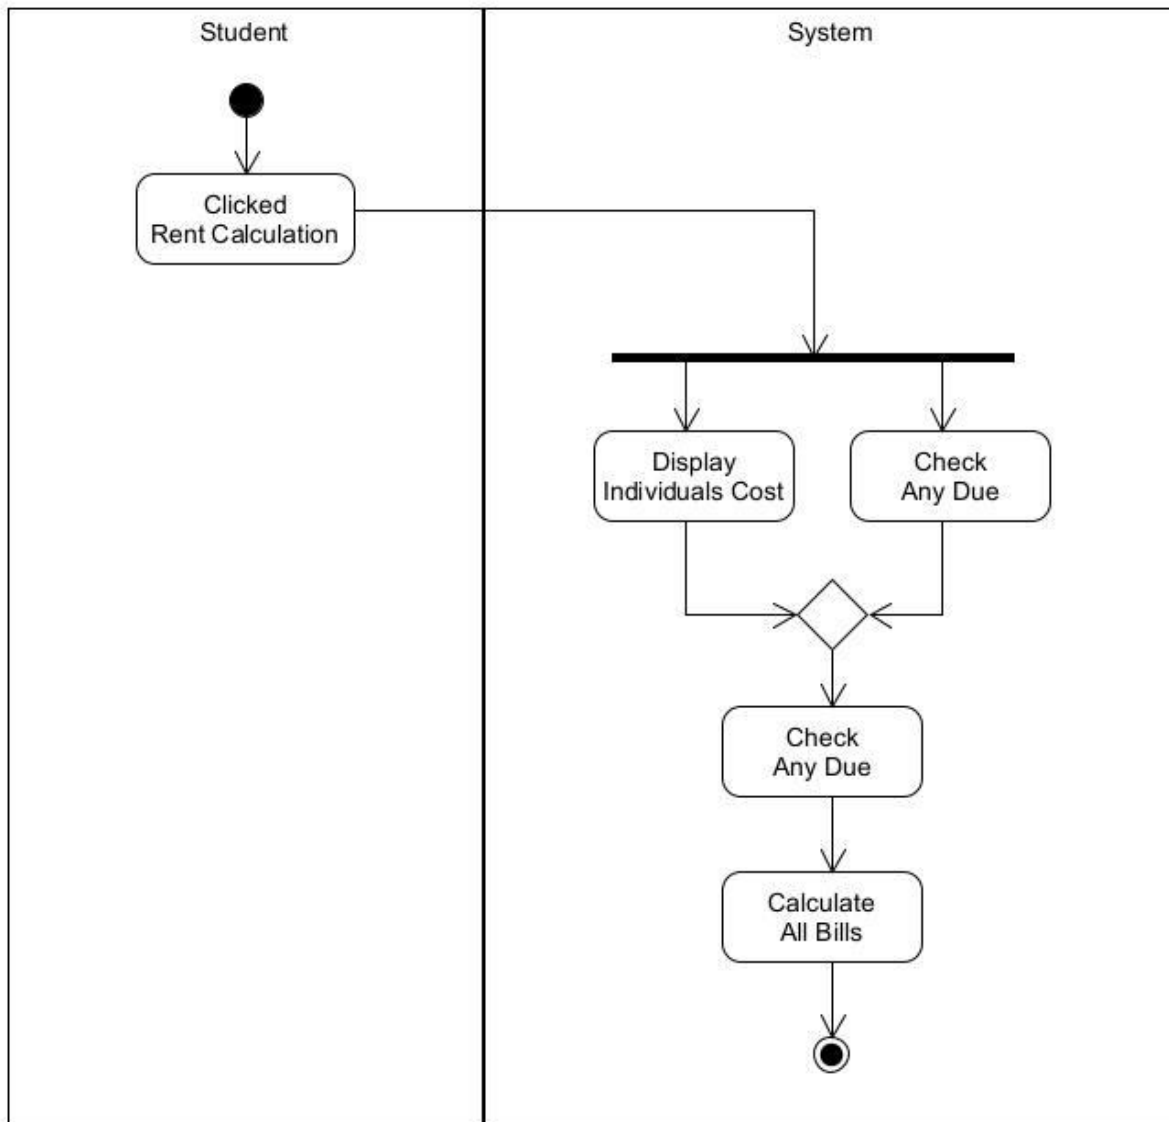 Student
System
Clicked
Rent Calculation
Display
Individuals Cost
Check
Any Due
Check
Any Due
Calculate
All Bills